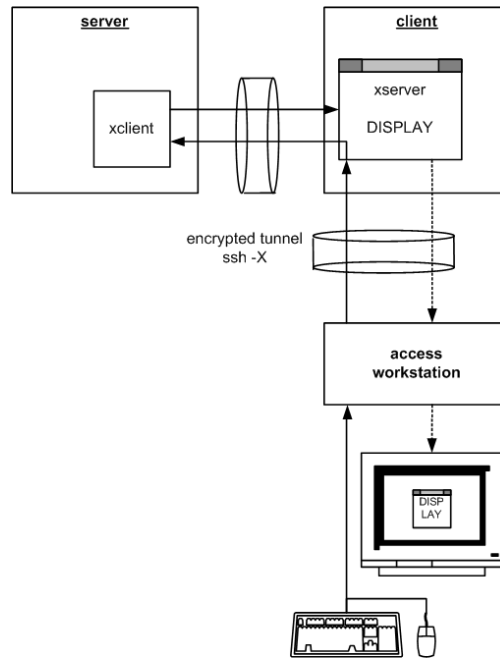 server
client
xclient
xserver
DISPLAY
encrypted tunnel
ssh -X
access
workstation
DISP
LAY